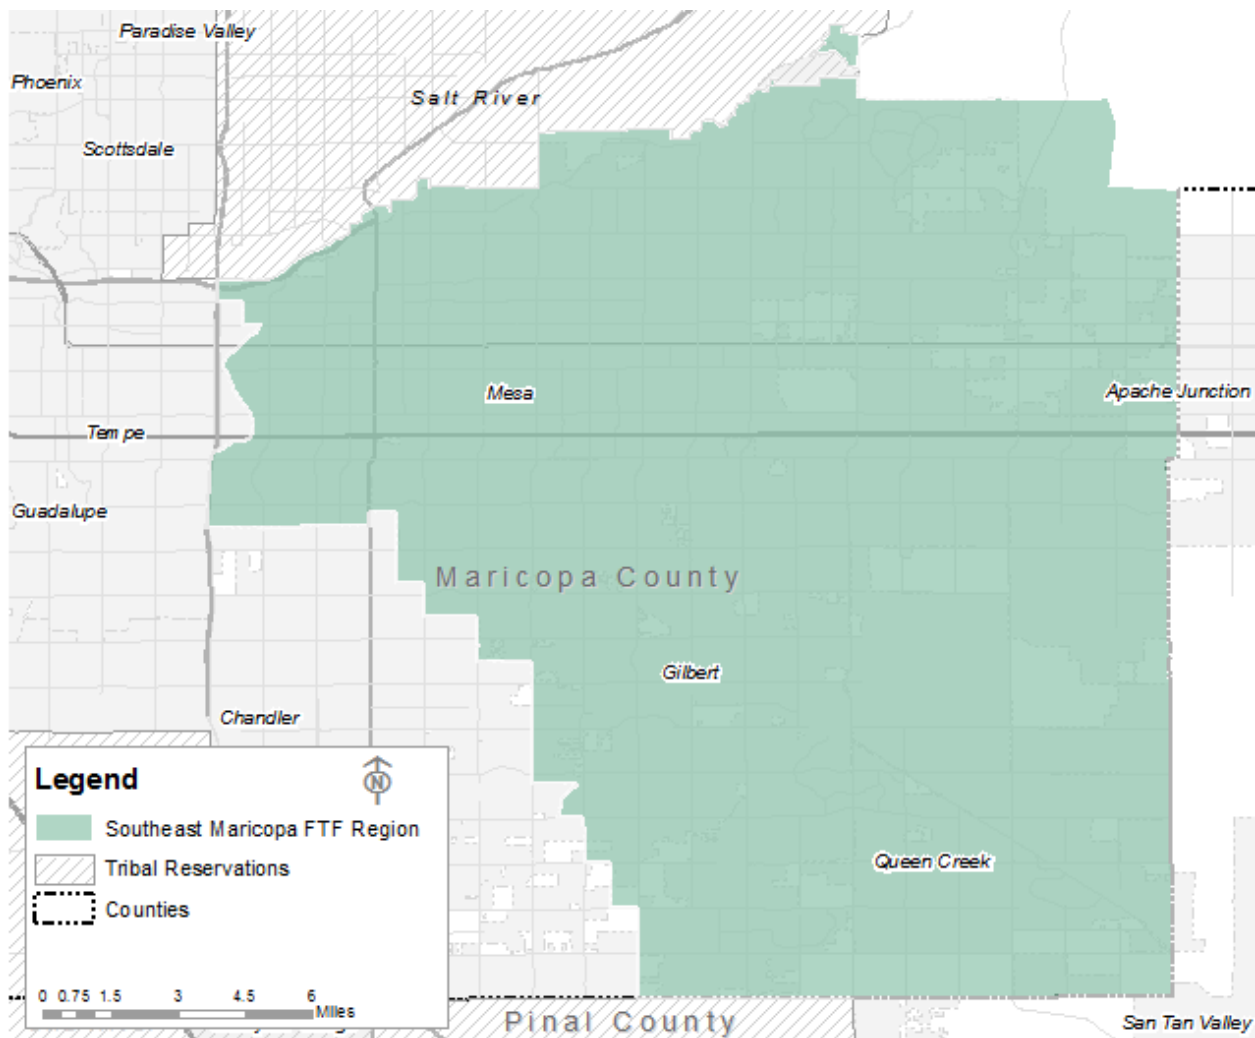 Paradise Valley
Phoenix
Salt River
Scottsdale
Mesa
Apache Junction
Tempe
Guadalupe
Maricopa County
Gilbert
Chandler
Legend
N
Southeast Maricopa FTF Region
Tribal Reservations
Counties
Queen Creek
0 0.75 1.5 3 4.5 6
Miles
Pinal County
San Tan Valley